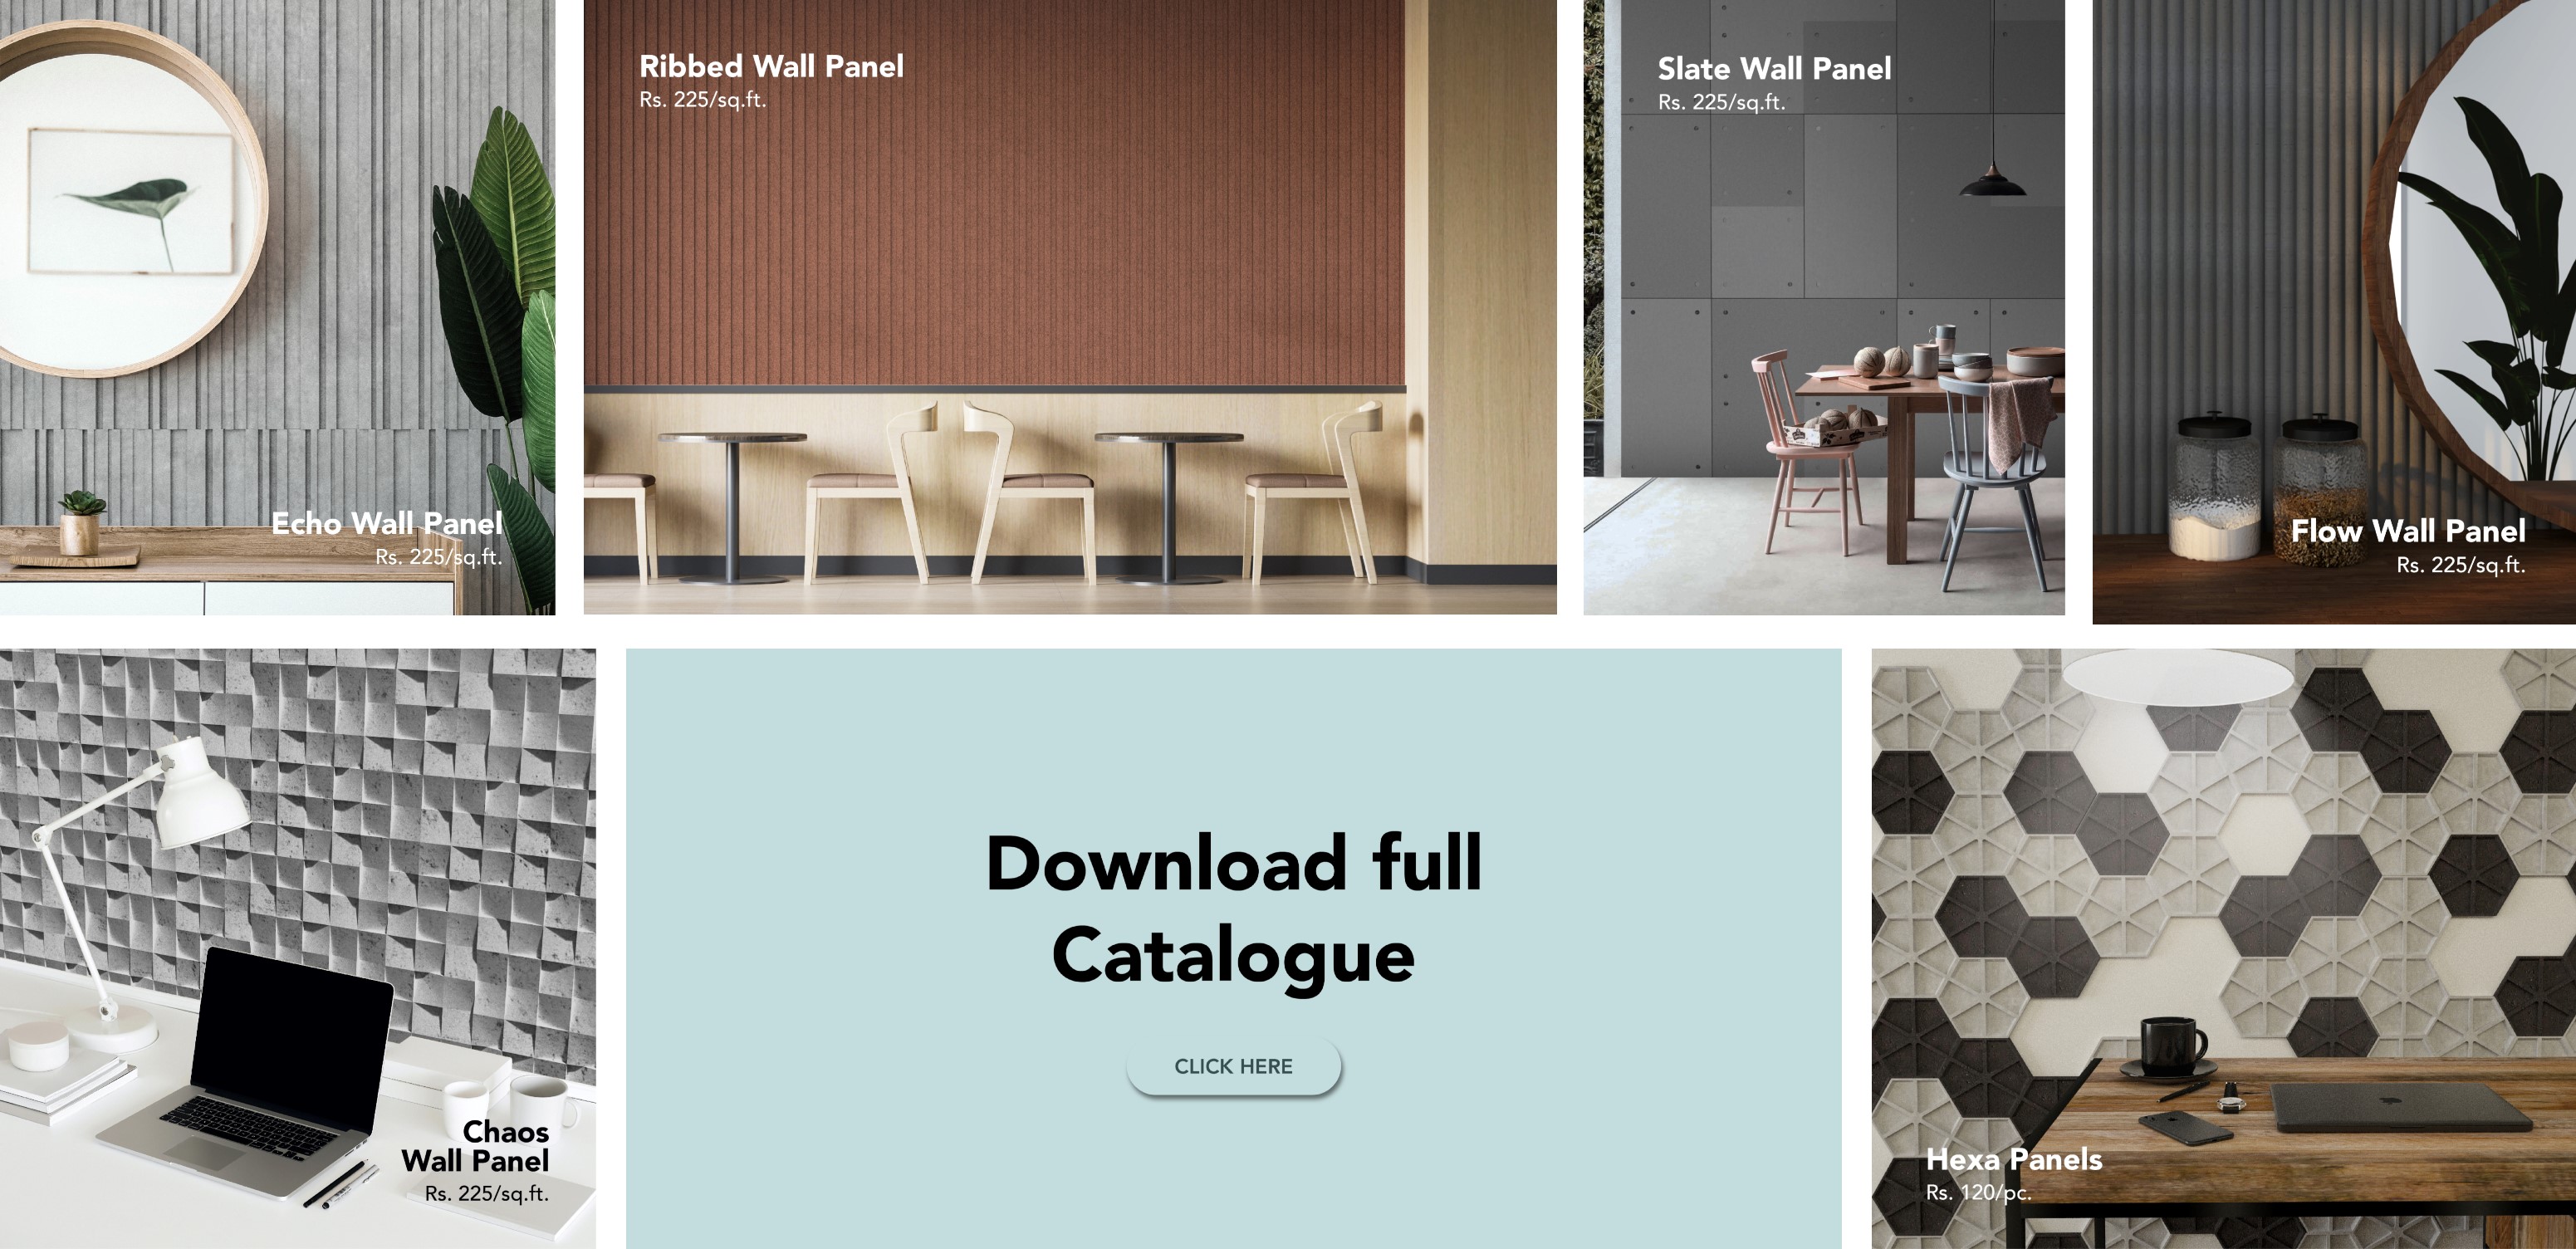 Ribbed Wall Panel
Rs. 225/sq.ft.
Slate Wall Panel
Rs. 225/sq.ft.
Echo Wall Panel
Rs. 225/sq.ft.
Flow Wall Panel
Rs. 225/sq.ft.
Chaos
Wall Panel
Rs. 225/sq.ft.
Download full
Catalogue
CLICK HERE
Hexa Panels
Rs. 120/pc.